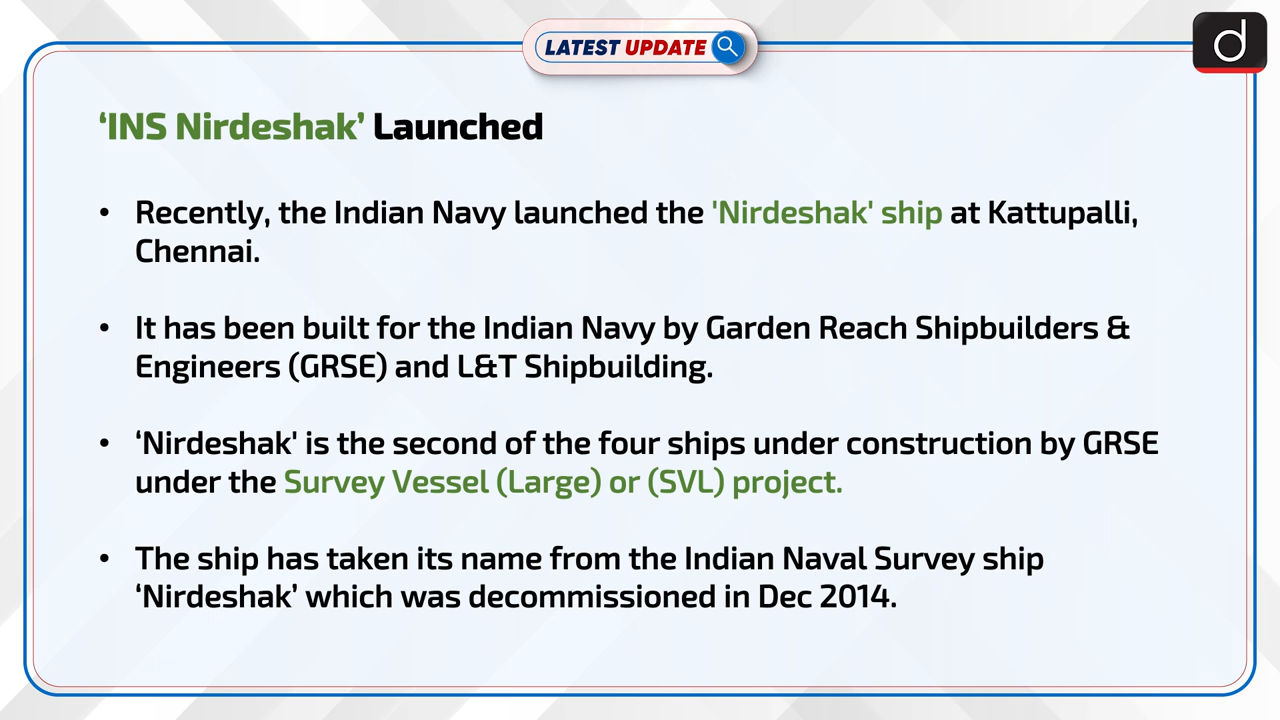 LATEST UPDATE
d
‘INS Nirdeshak’ Launched
• Recently, the Indian Navy launched the 'Nirdeshak' ship at Kattupalli,
Chennai.
• It has been built for the Indian Navy by Garden Reach Shipbuilders &
Engineers (GRSE) and L&T Shipbuilding.
• ‘Nirdeshak' is the second of the four ships under construction by GRSE
under the Survey Vessel (Large) or (SVL) project.
• The ship has taken its name from the Indian Naval Survey ship
‘Nirdeshak’ which was decommissioned in Dec 2014.